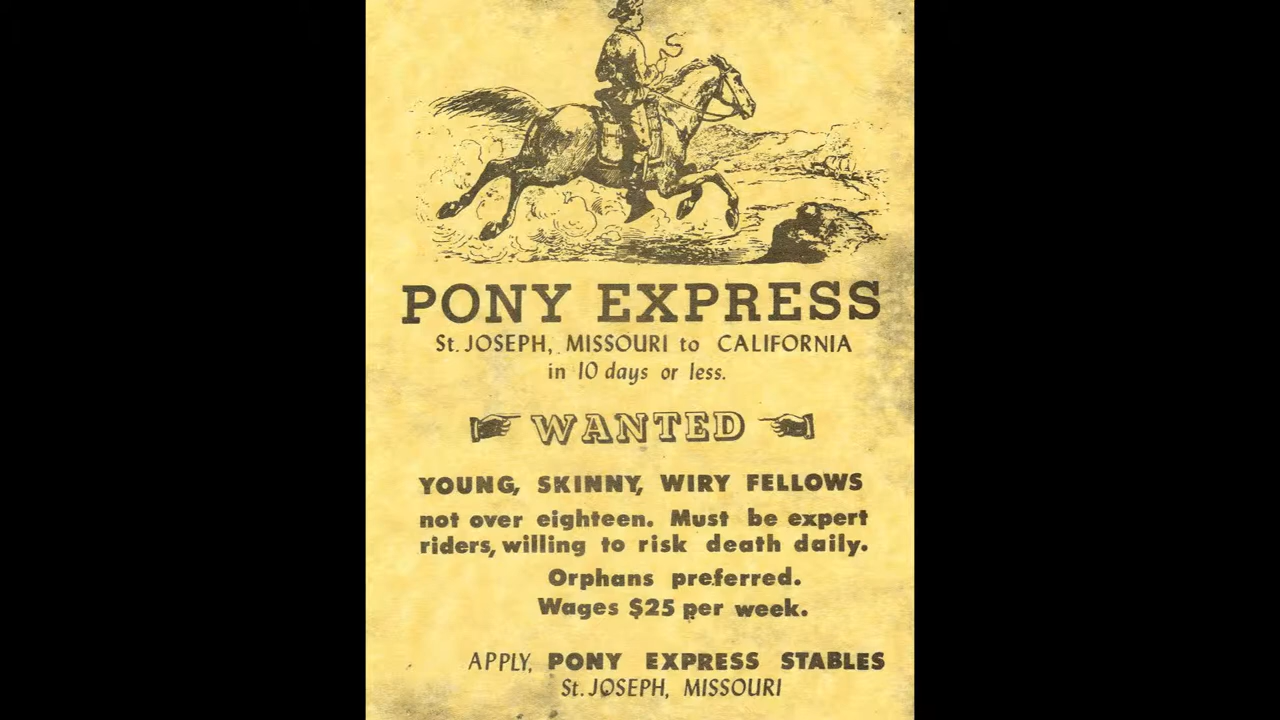 PONY EXPRESS
St. JOSEPH, MISSOURI to CALIFORNIA
in 10 days or less.
WANTED
YOUNG, SKINNY, WIRY FELLOWS
not over eighteen. Must be expert
riders, willing to risk death daily.
Orphans preferred.
Wages $25 per week.
APPLY, PONY EXPRESS STABLES
St. JOSEPH, MISSOURI